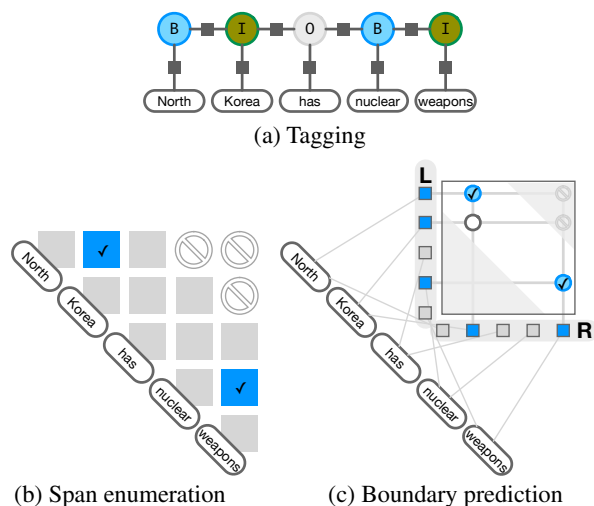 B I O B I
North Korea has nuclear weapons
(a) Tagging
North
Korea
has
nuclear
weapons
(b) Span enumeration
L
R
North
Korea
has
nuclear
weapons
(c) Boundary prediction